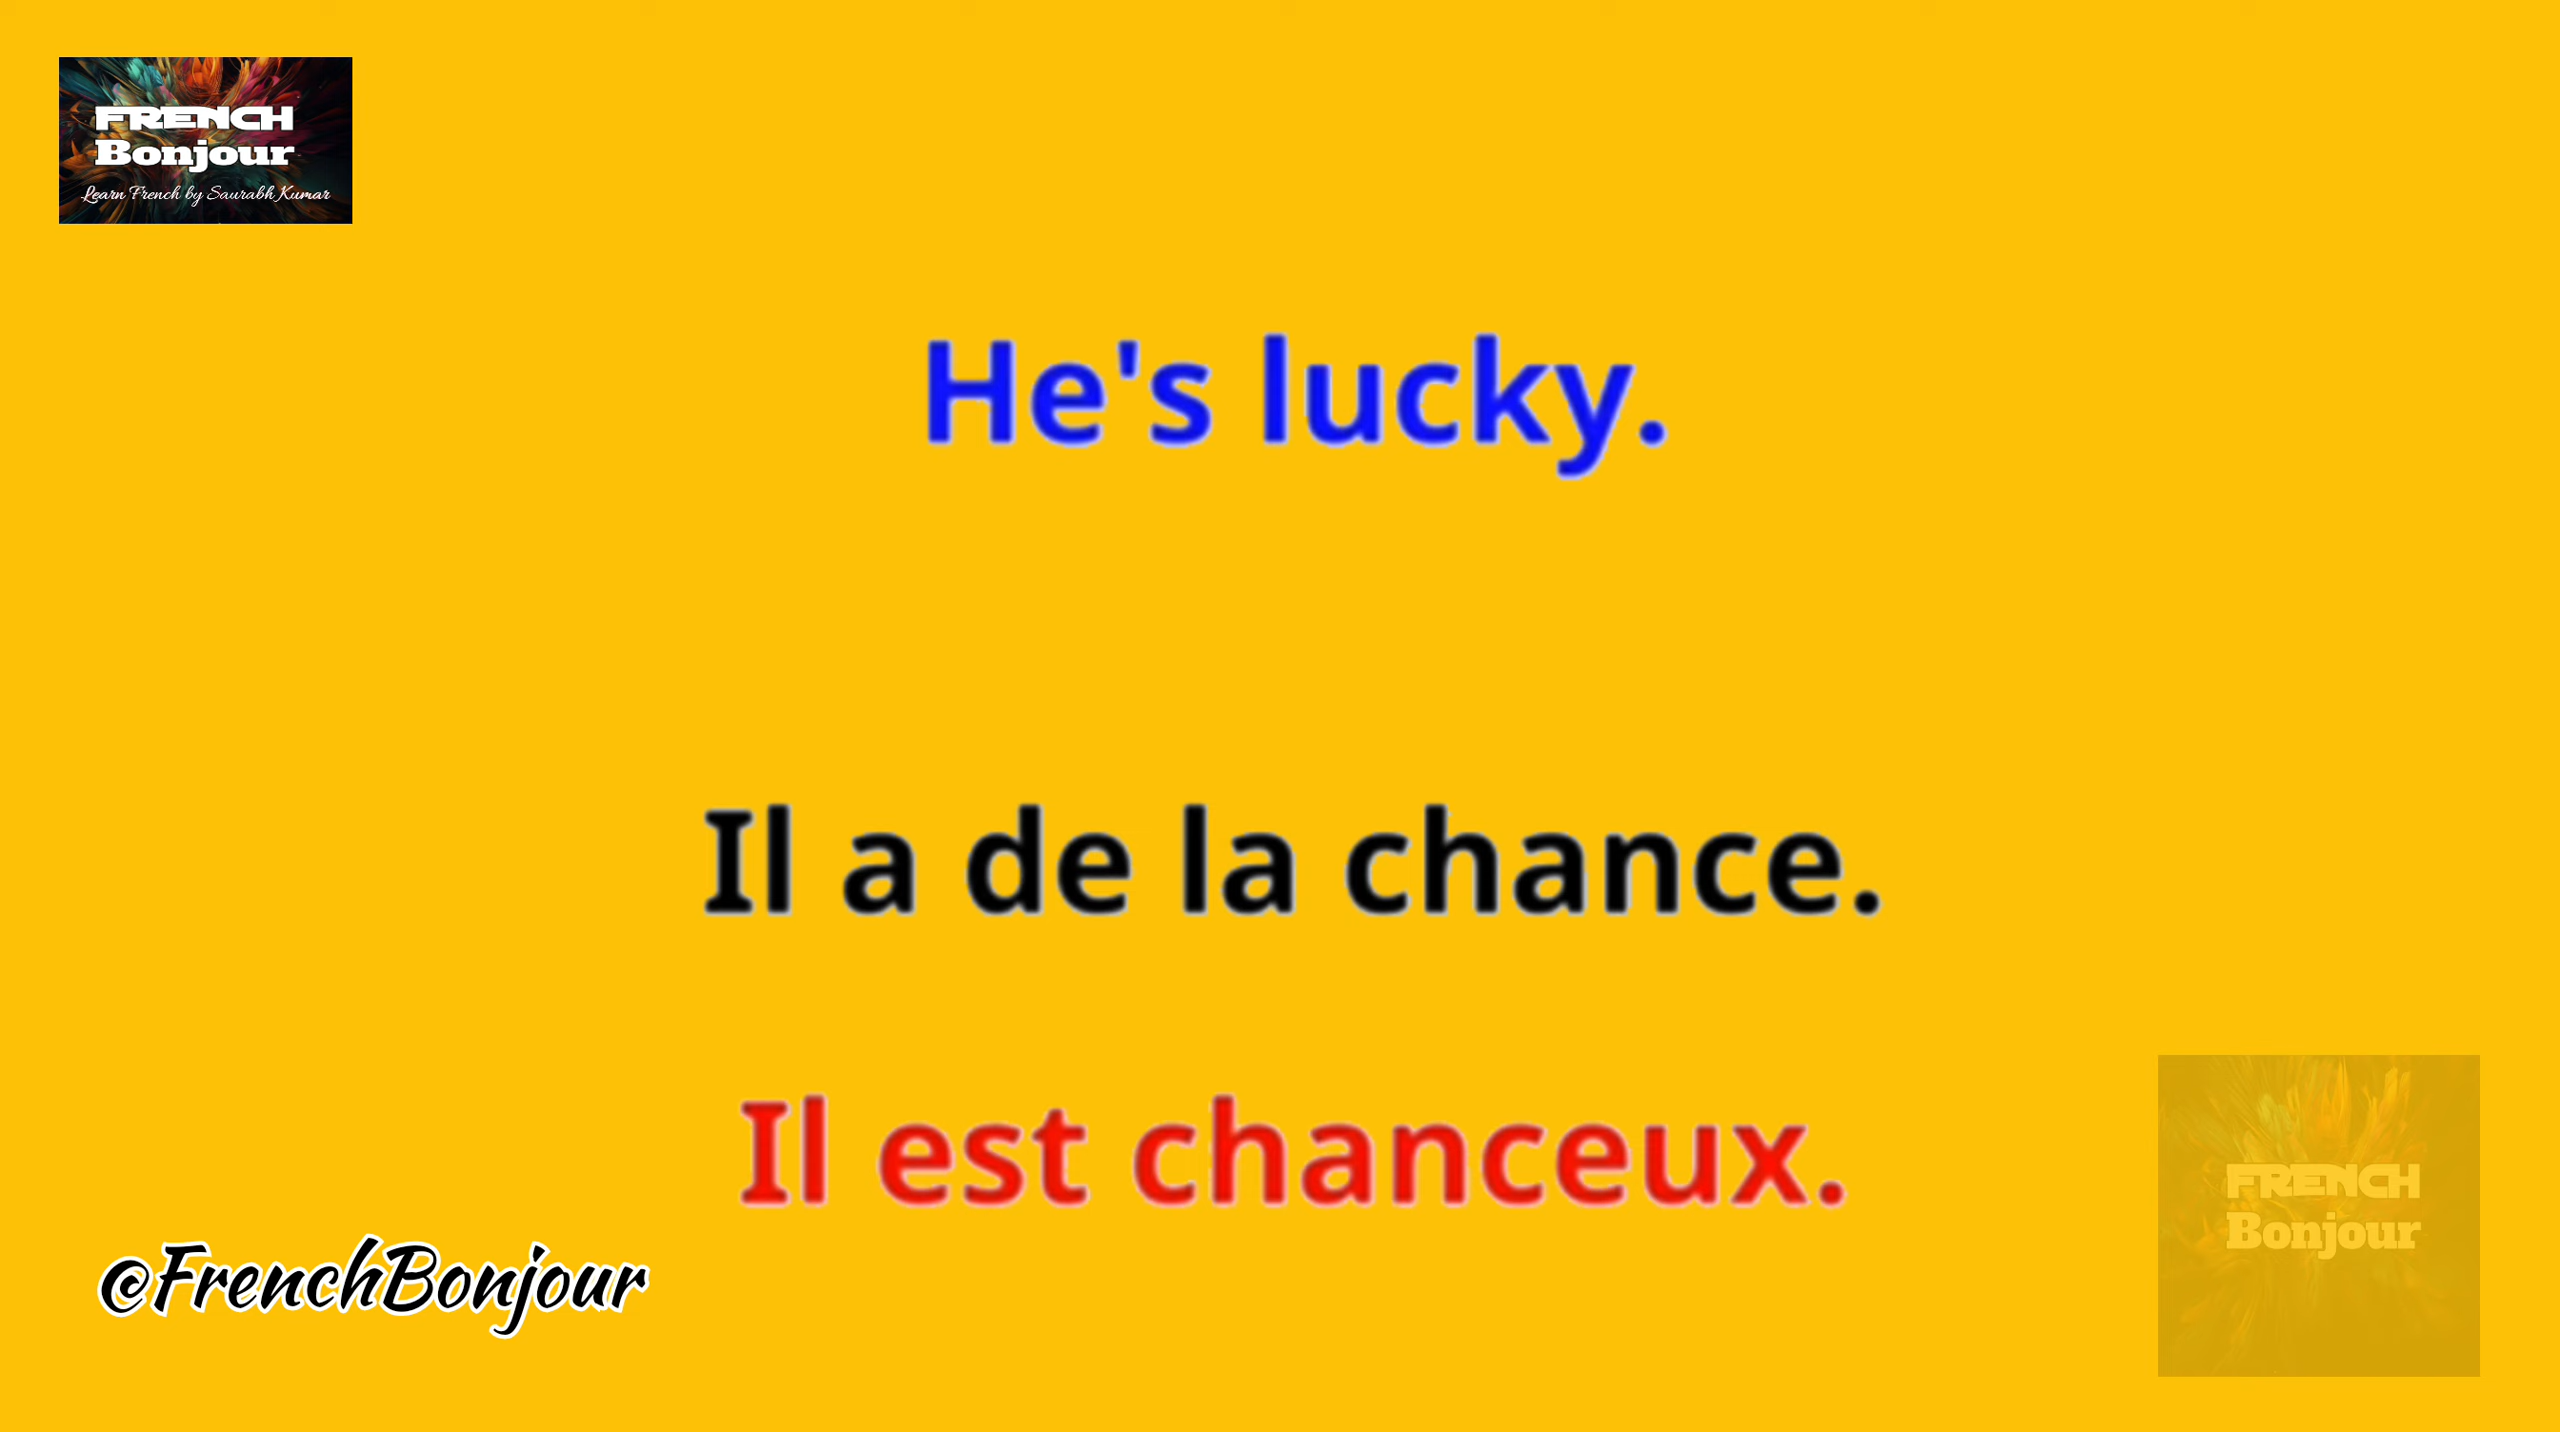 FRENCH
Bonjour
Learn French by Saurabh Kumar
He's lucky.
Il a de la chance.
Il est chanceux.
@FrenchBonjour
FRENCH
Bonjour